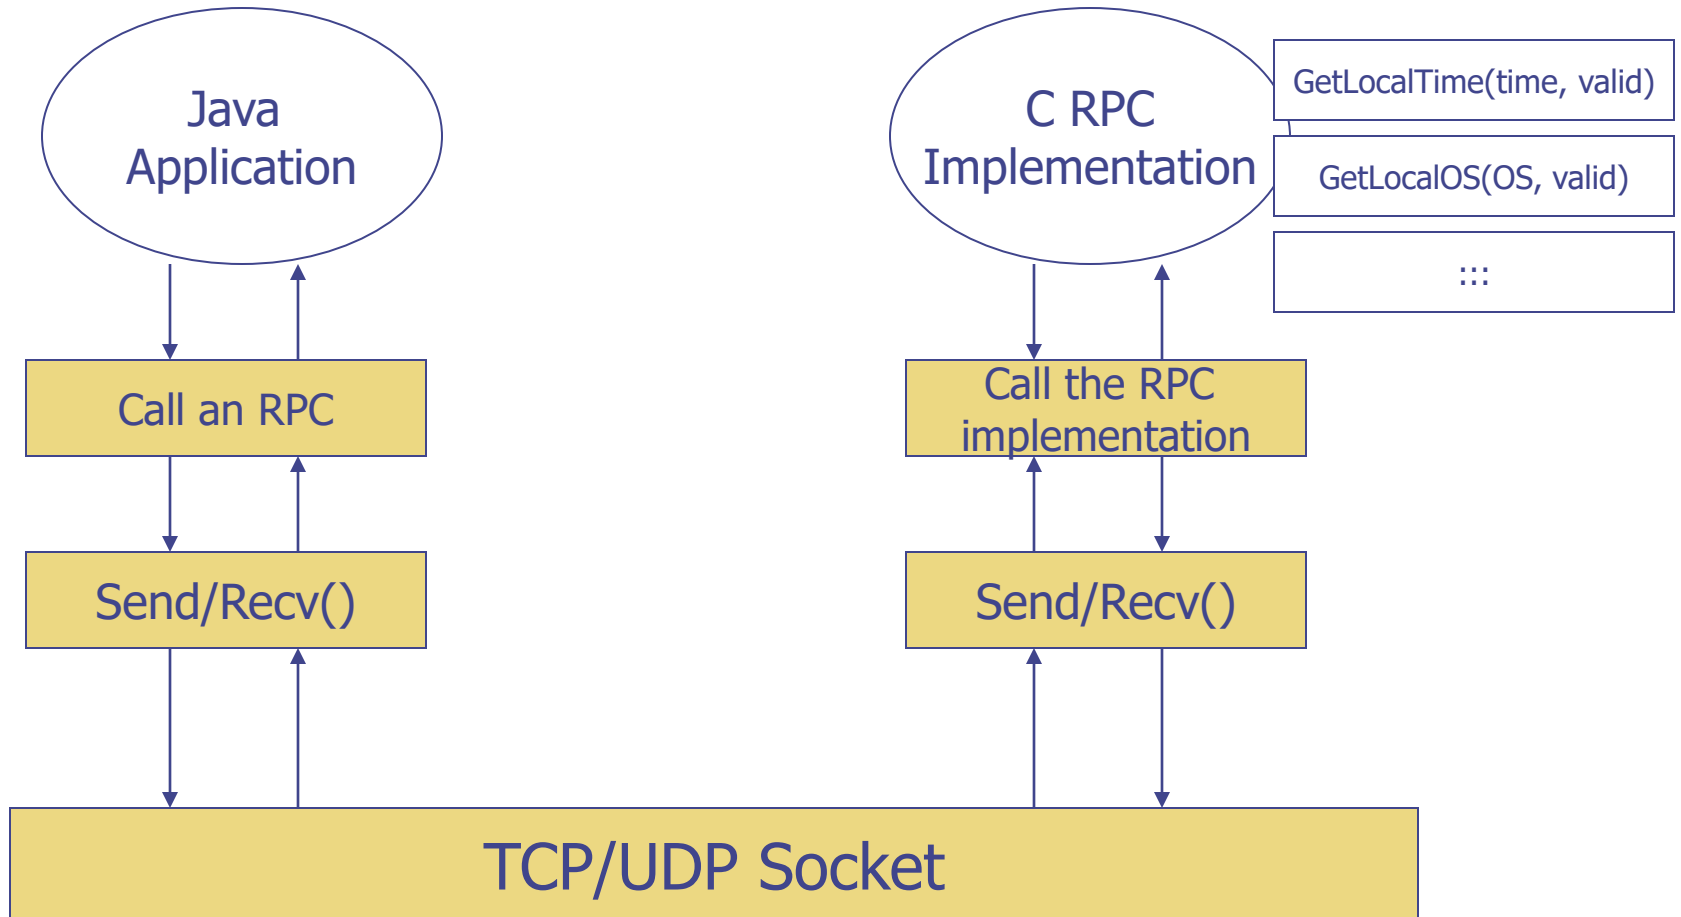 Java
Application
C RPC
Implementation
GetLocalTime(time, valid)
GetLocalOS(OS, valid)
:::
Call an RPC
Call the RPC
implementation
Send/Recv()
Send/Recv()
TCP/UDP Socket